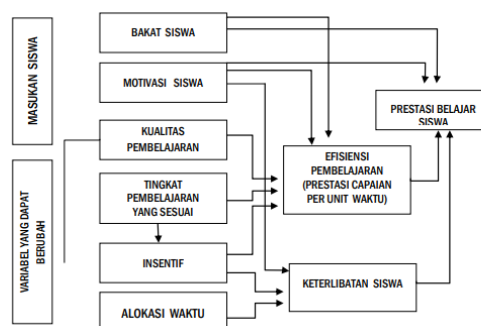 MASUKAN SISWA
BAKAT SISWA
MOTIVASI SISWA
PRESTASI BELAJAR
SISWA
VARIABEL YANG DAPAT
BERUBAH
KUALITAS
PEMBELAJARAN
TINGKAT
PEMBELAJARAN
YANG SESUAI
INSENTIF
ALOKASI WAKTU
EFISIENSI
PEMBELAJARAN
(PRESTASI CAPAIAN
PER UNIT WAKTU)
KETERLIBATAN SISWA